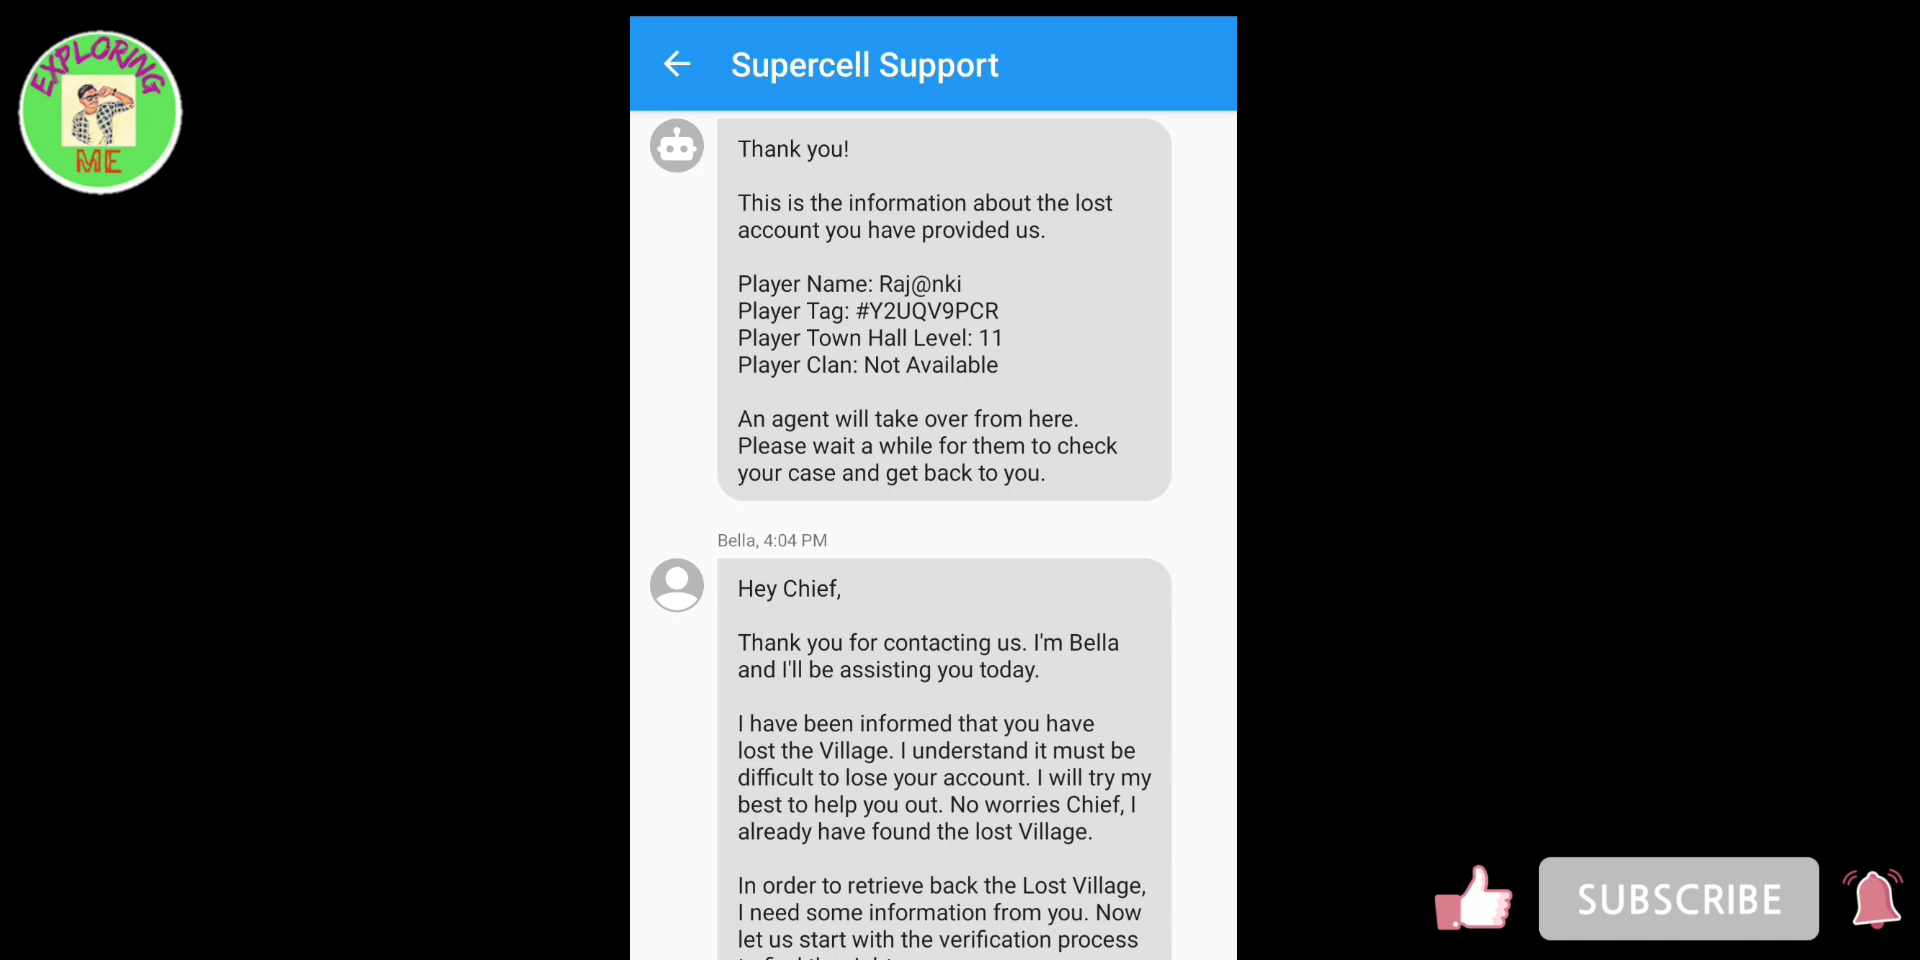 EXPLORING
ME
Supercell Support
Thank you!
This is the information about the lost
account you have provided us.
Player Name: Raj@nki
Player Tag: #Y2UQV9PCR
Player Town Hall Level: 11
Player Clan: Not Available
An agent will take over from here.
Please wait a while for them to check
your case and get back to you.
Bella, 4:04 PM
Hey Chief,
Thank you for contacting us. I'm Bella
and I'll be assisting you today.
I have been informed that you have
lost the Village. I understand it must be
difficult to lose your account. I will try my
best to help you out. No worries Chief, I
already have found the lost Village.
In order to retrieve back the Lost Village,
I need some information from you. Now
let us start with the verification process
SUBSCRIBE